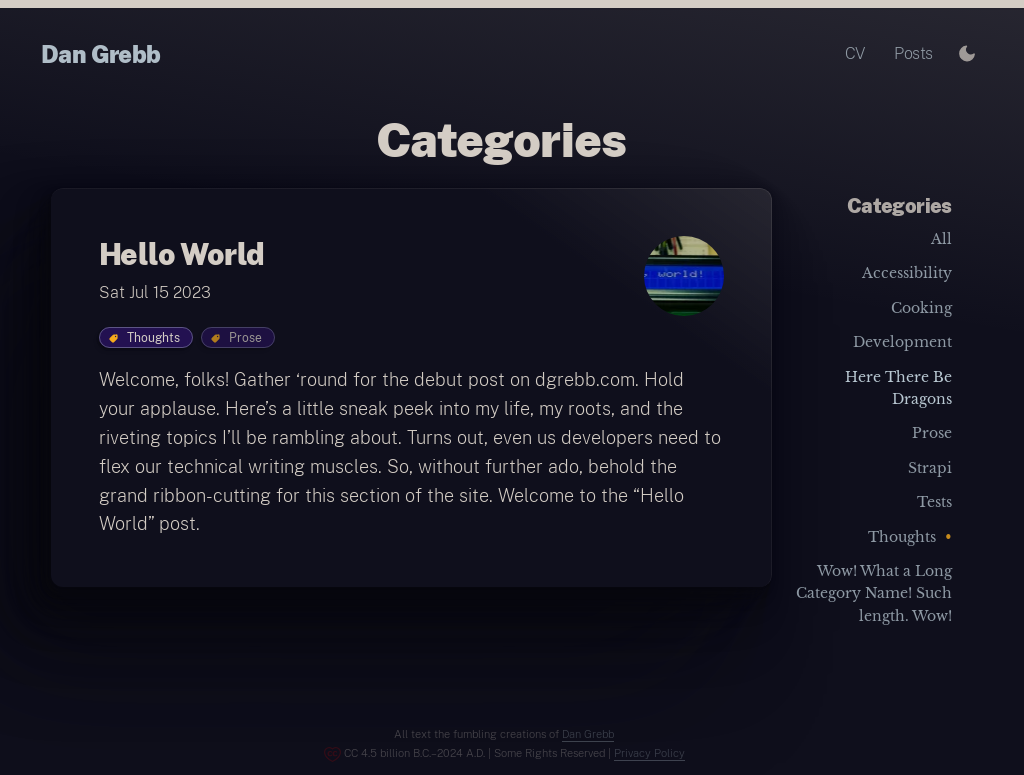 Dan Grebb
CV
Posts
Categories
Hello World
Sat Jul 15 2023
world!
Thoughts
Prose
Welcome, folks! Gather ‘round for the debut post on dgrebb.com. Hold
your applause. Here’s a little sneak peek into my life, my roots, and the
riveting topics I’ll be rambling about. Turns out, even us developers need to
flex our technical writing muscles. So, without further ado, behold the
grand ribbon-cutting for this section of the site. Welcome to the “Hello
World” post.
Categories
All
Accessibility
Cooking
Development
Here There Be
Dragons
Prose
Strapi
Tests
Thoughts •
Wow! What a Long
Category Name! Such
length. Wow!
All text the fumbling creations of Dan Grebb
CC 4.5 billion B.C.–2024 A.D. | Some Rights Reserved | Privacy Policy